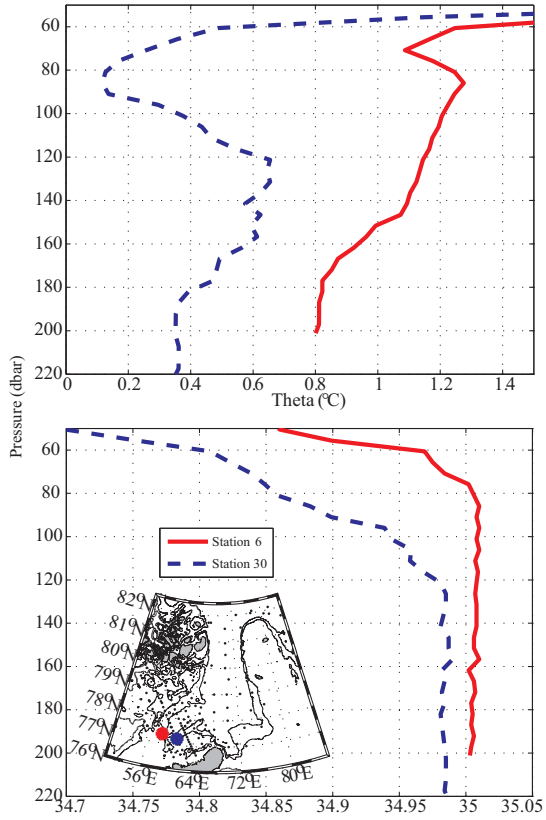 60
80
100
120
140
160
180
200
220
0
0.2
0.4
0.6
0.8
1
1.2
1.4
Theta (°C)
Pressure (dbar)
60
80
100
120
140
160
180
200
220
34.7
34.75
34.8
34.85
34.9
34.95
35
35.05
Station 6
Station 30
82°N
81°N
80°N
79°N
78°N
77°N
76°N
56°E
64°E
72°E
80°E